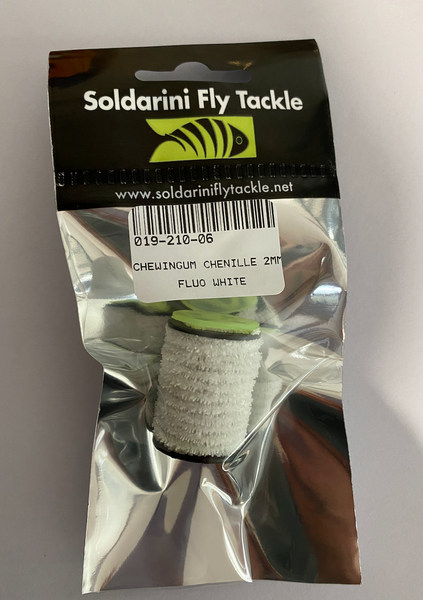 Soldarini Fly Tackle
www.soldariniflytackle.net
019-210-06
CHEWINGUM CHENILLE 2MM
FLUO WHITE